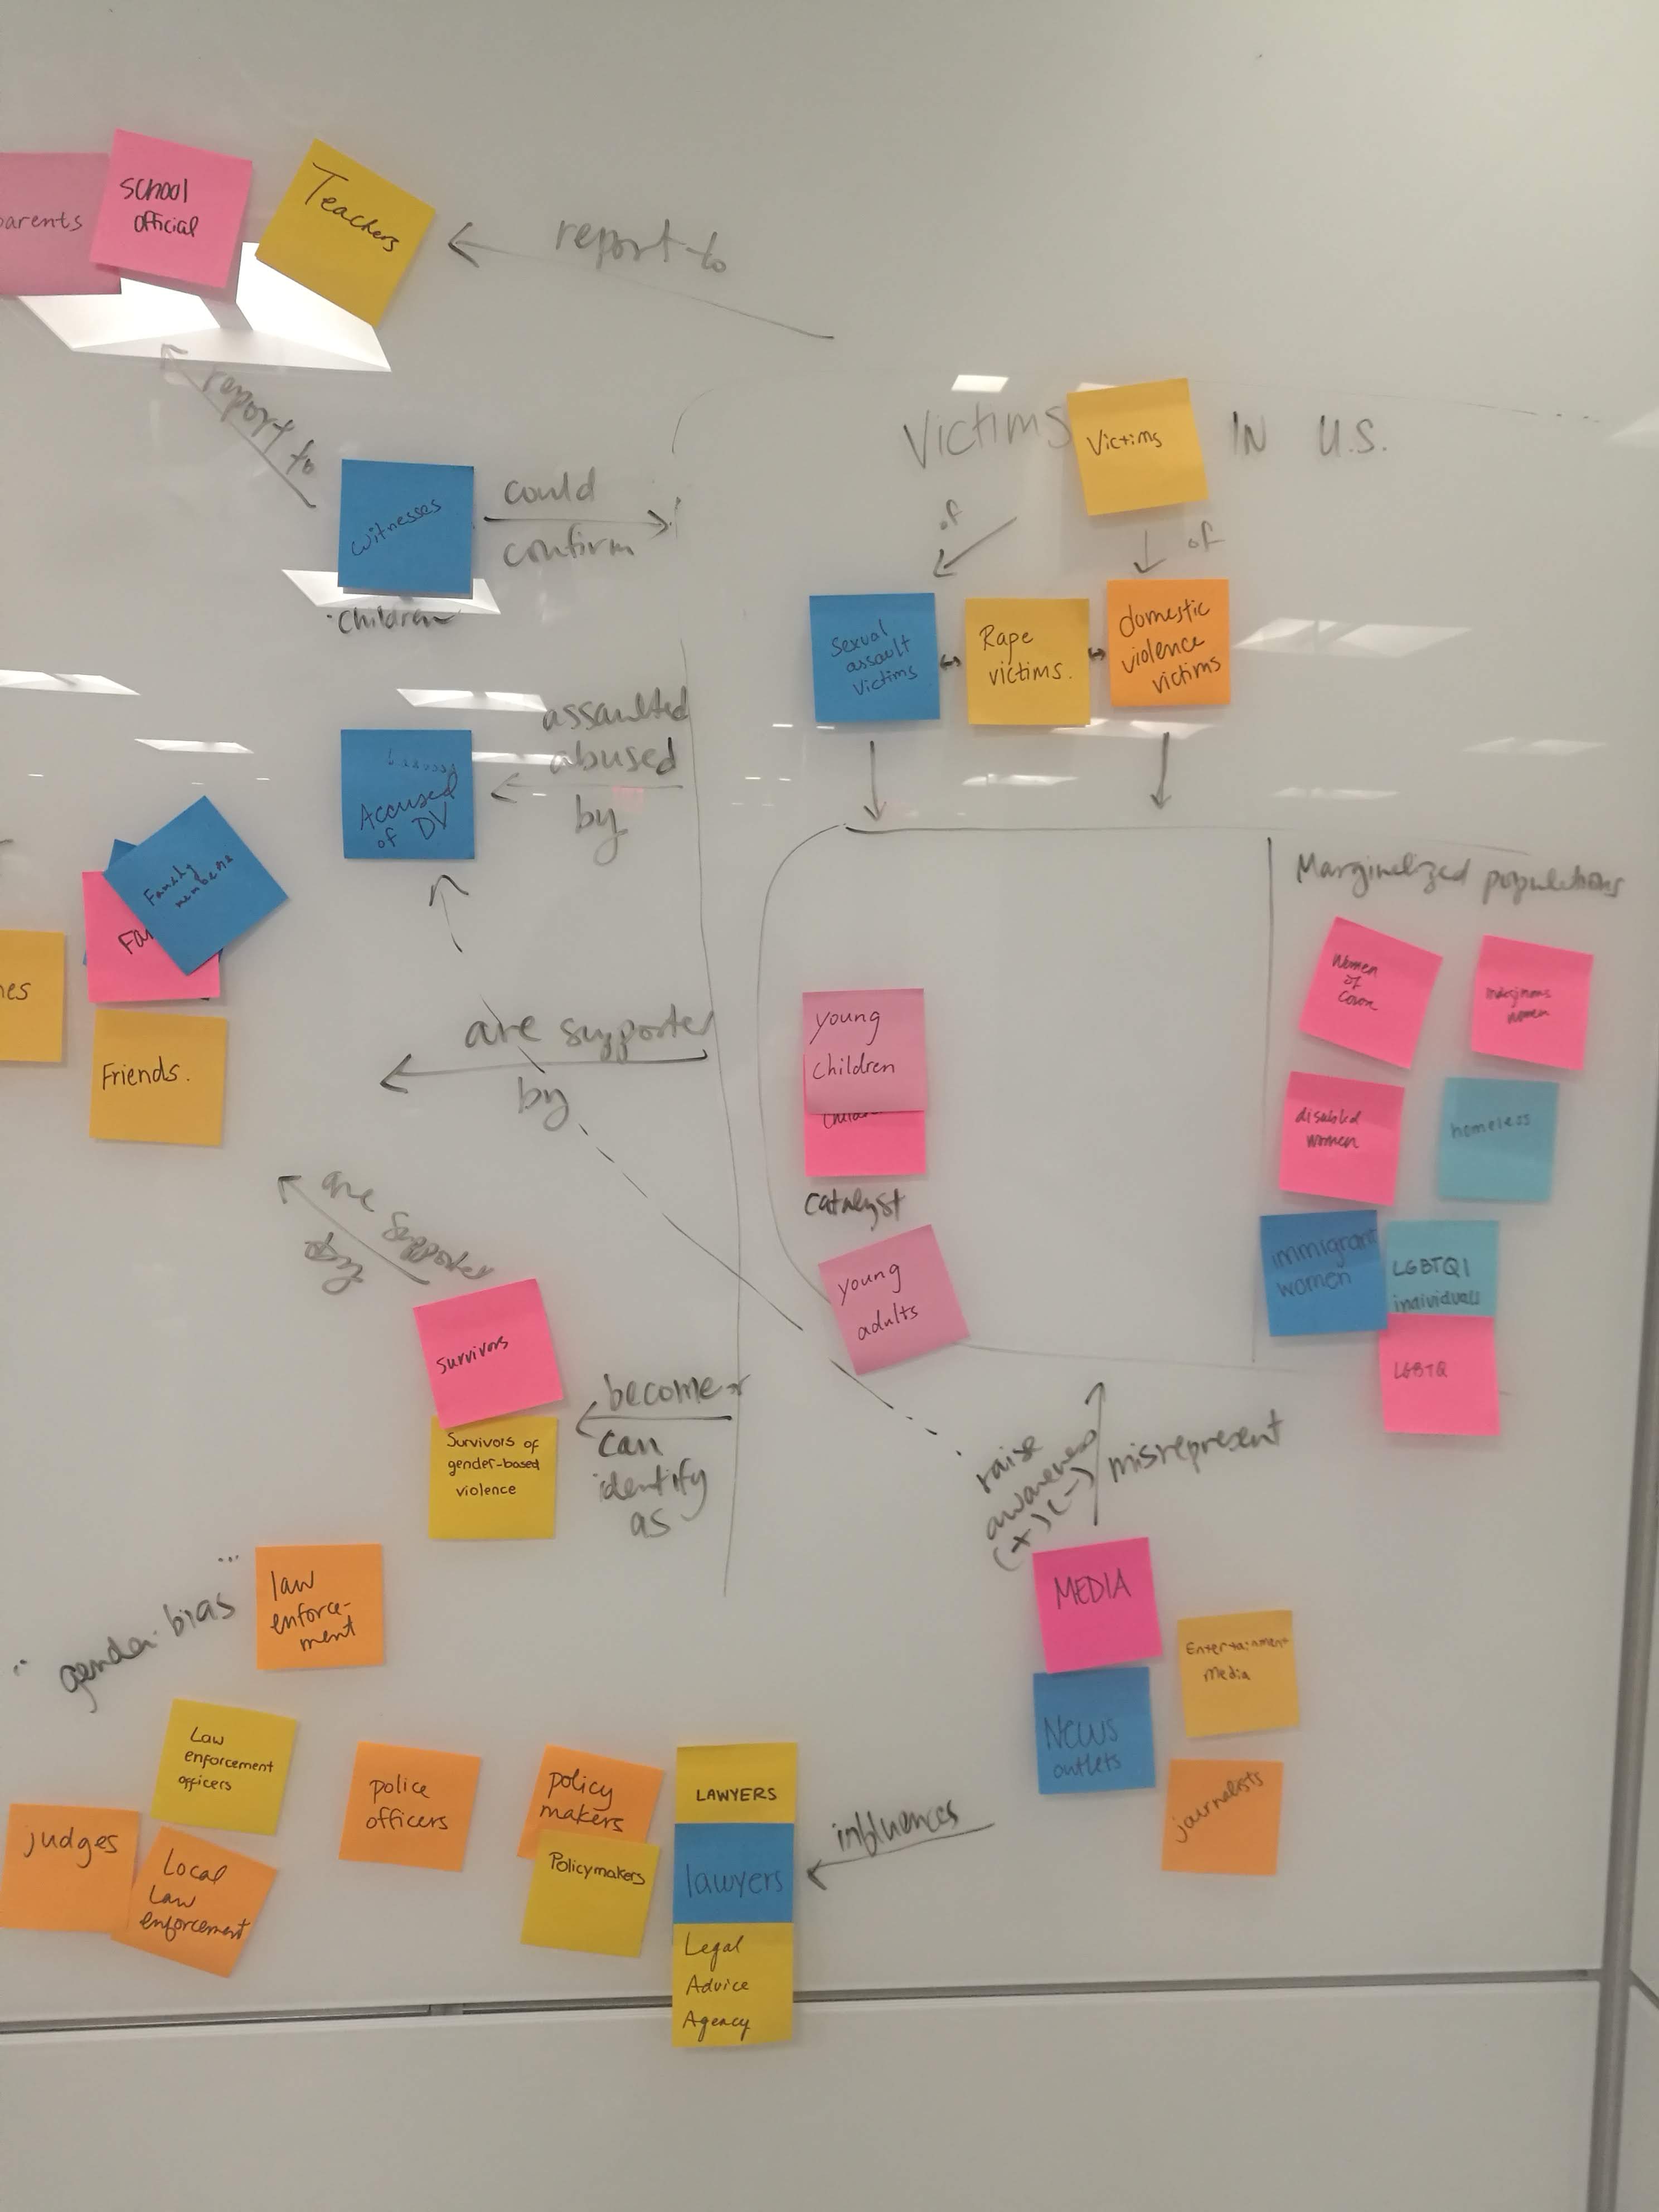 parents
school
official
Teachers
report to
report to
Victims
Victims
IN U.S.
witnesses
could
confirm
Children
of
of
Sexual
assault
victims
Rape
victims.
domestic
violence
victims
assaulted
abused
by
Accused
of DV
Family
members
Fa
Friends.
are supported
by
Marginalized populations
Women
of
Color
Indigenous
women
disabled
women
homeless
immigrant
women
LGBTQI
individuals
LGBTQ
young
children
children
catalyst
young
adults
are supported
by
survivors
Survivors of
gender-based
violence
become
can
identify
as
raise
awareness
(+) (-)
misrepresent
MEDIA
News
outlets
Entertainment
Media
journalists
influences
gender bias
law
enforce-
ment
Law
enforcement
officers
judges
Local
Law
enforcement
police
officers
policy
makers
Policymakers
LAWYERS
lawyers
Legal
Advice
Agency